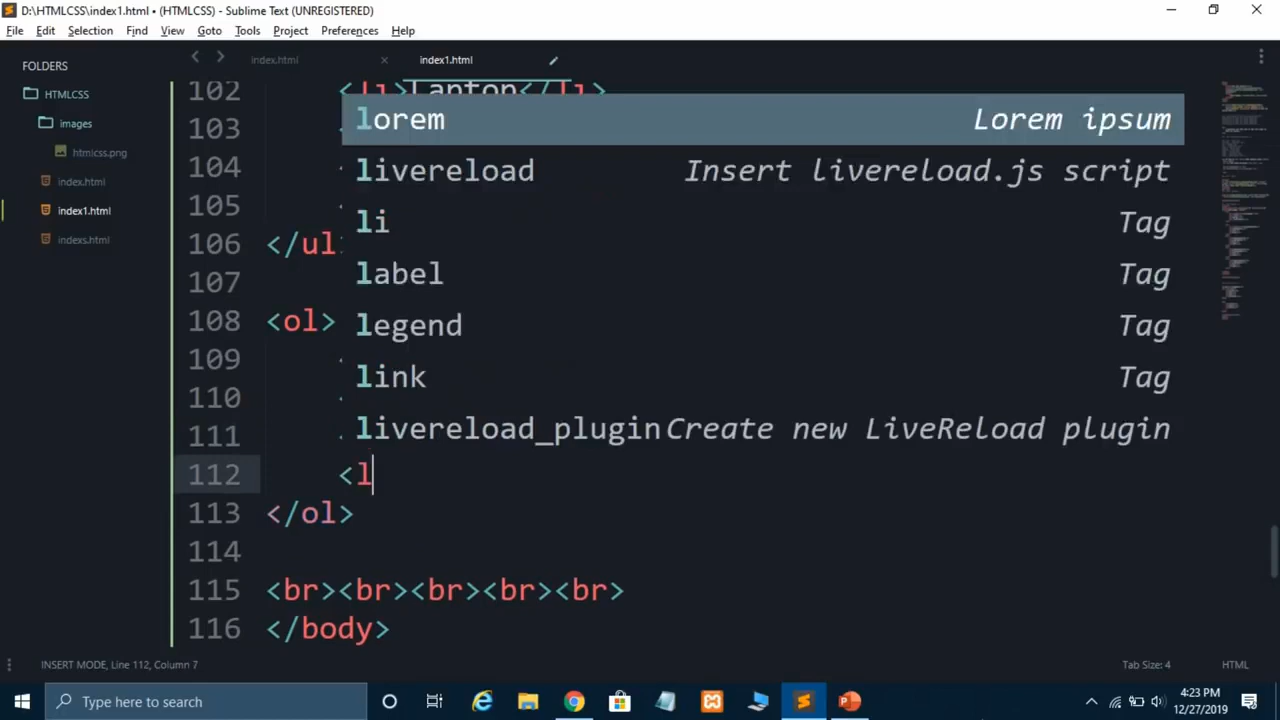 D:\HTMLCSS\index1.html • (HTMLCSS) - Sublime Text (UNREGISTERED)
File Edit Selection Find View Goto Tools Project Preferences Help
FOLDERS
HTMLCSS
images
htmlcss.png
index.html
index1.html
indexs.html
index.html
index1.html
102 <li>Lapton</li>
lorem Lorem ipsum
103
livereload Insert livereload.js script
104
li Tag
105
106 </ul>
label Tag
107
108 <ol>
legend Tag
109
link Tag
110
livereload_plugin Create new LiveReload plugin
111
112 <l
113 </ol>
114
115 <br><br><br><br><br>
116 </body>
INSERT MODE, Line 112, Column 7
Tab Size: 4
HTML
Type here to search
4:23 PM
12/27/2019